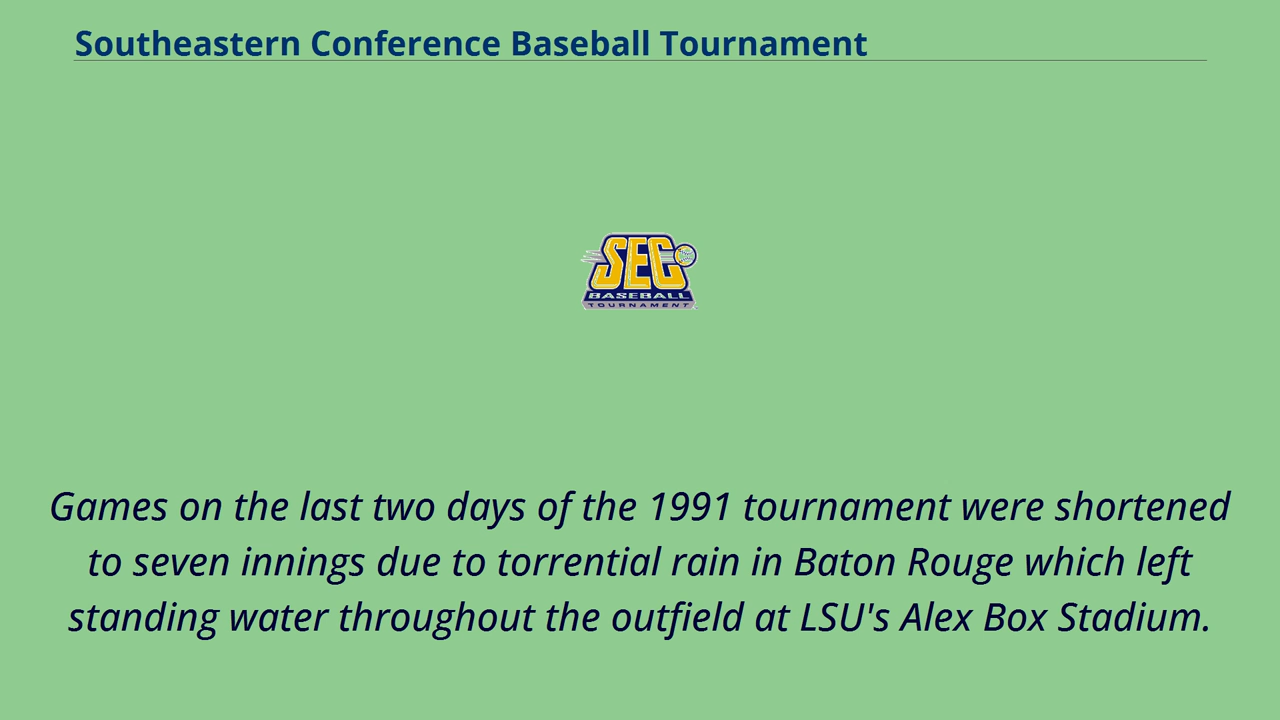 Southeastern Conference Baseball Tournament
SEC
BASEBALL
TOURNAMENT
Games on the last two days of the 1991 tournament were shortened
to seven innings due to torrential rain in Baton Rouge which left
standing water throughout the outfield at LSU's Alex Box Stadium.